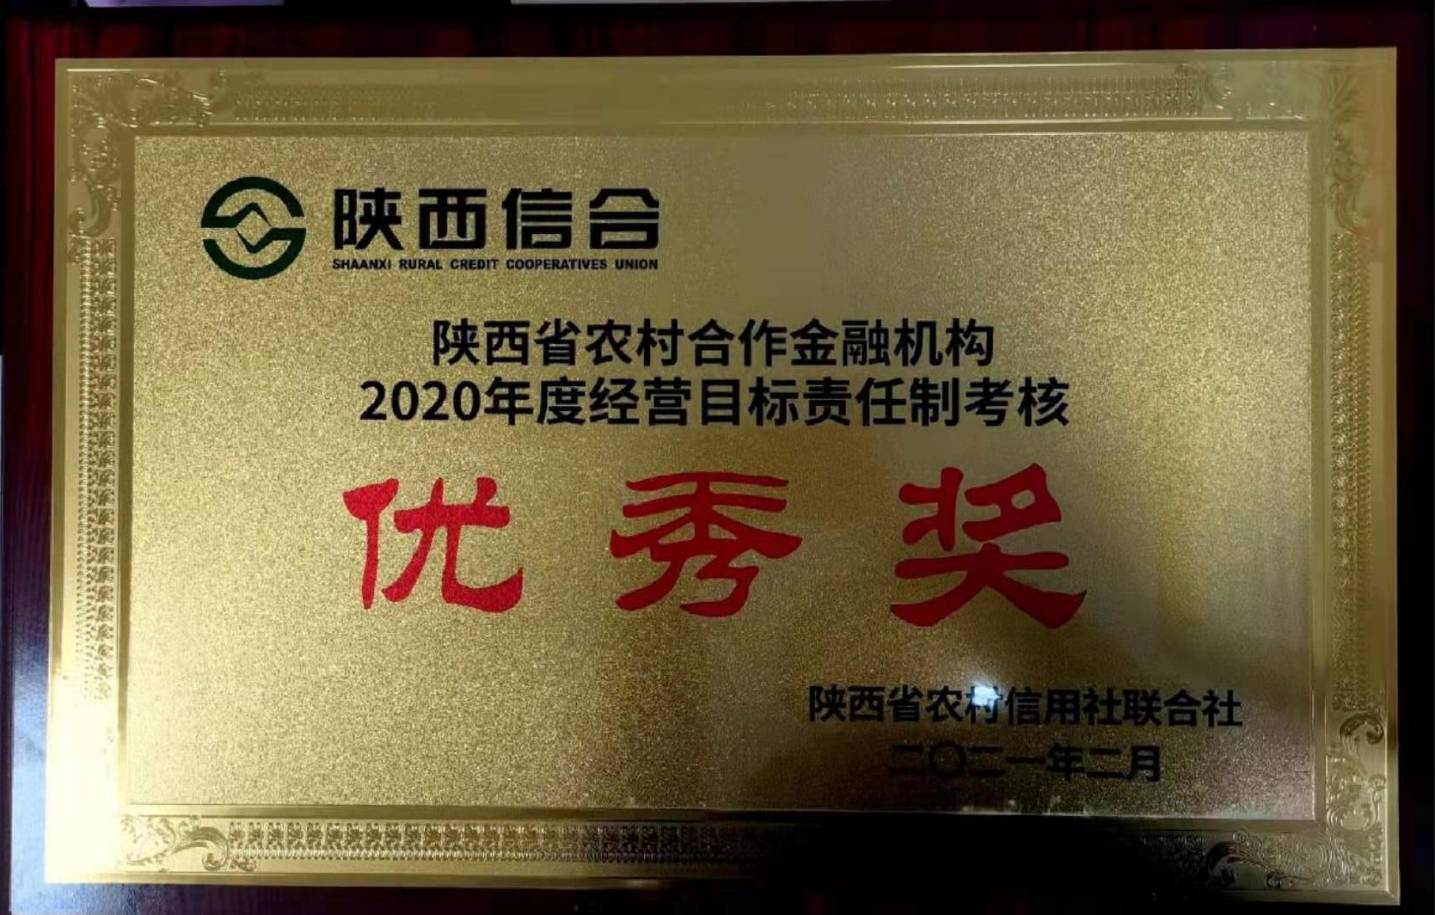 陕西信合
SHAANXI RURAL CREDIT COOPERATIVES UNION
陕西省农村合作金融机构
2020年度经营目标责任制考核
优秀奖
陕西省农村信用社联合社
二〇二一年二月